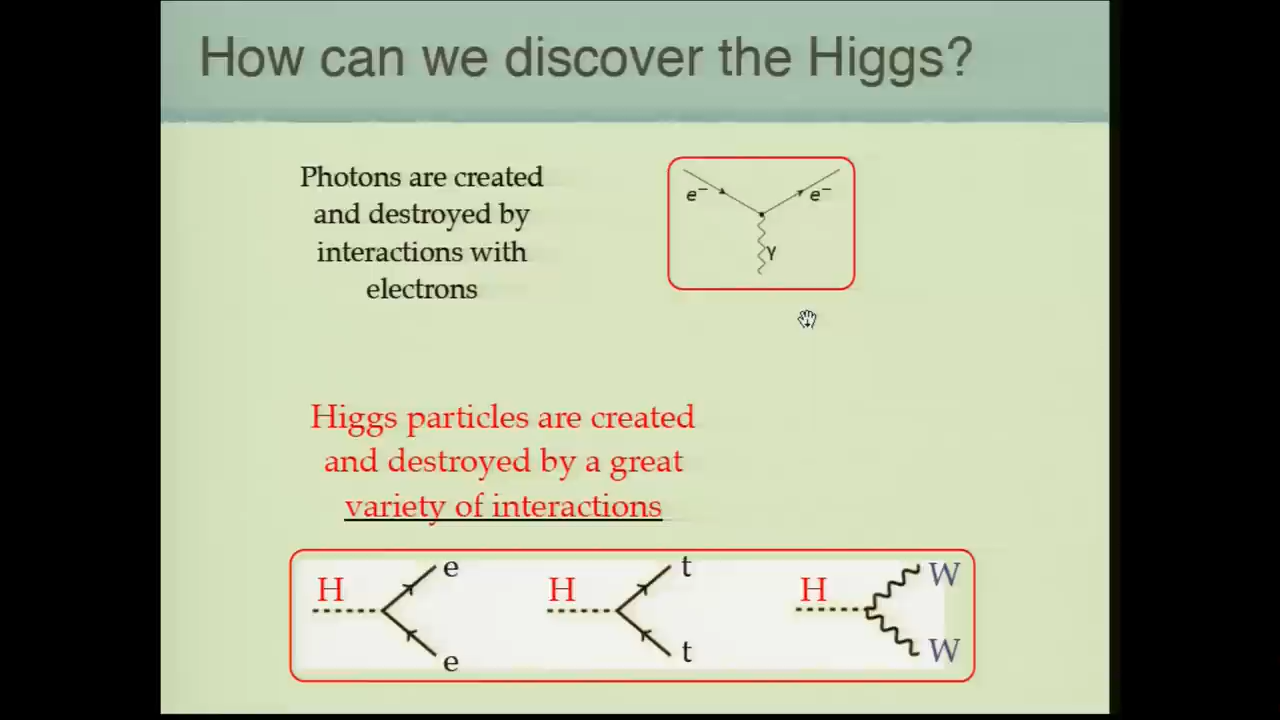 How can we discover the Higgs?
Photons are created
and destroyed by
interactions with
electrons
e⁻ e⁻
γ
Higgs particles are created
and destroyed by a great
variety of interactions
H e
e
H t
t
H W
W